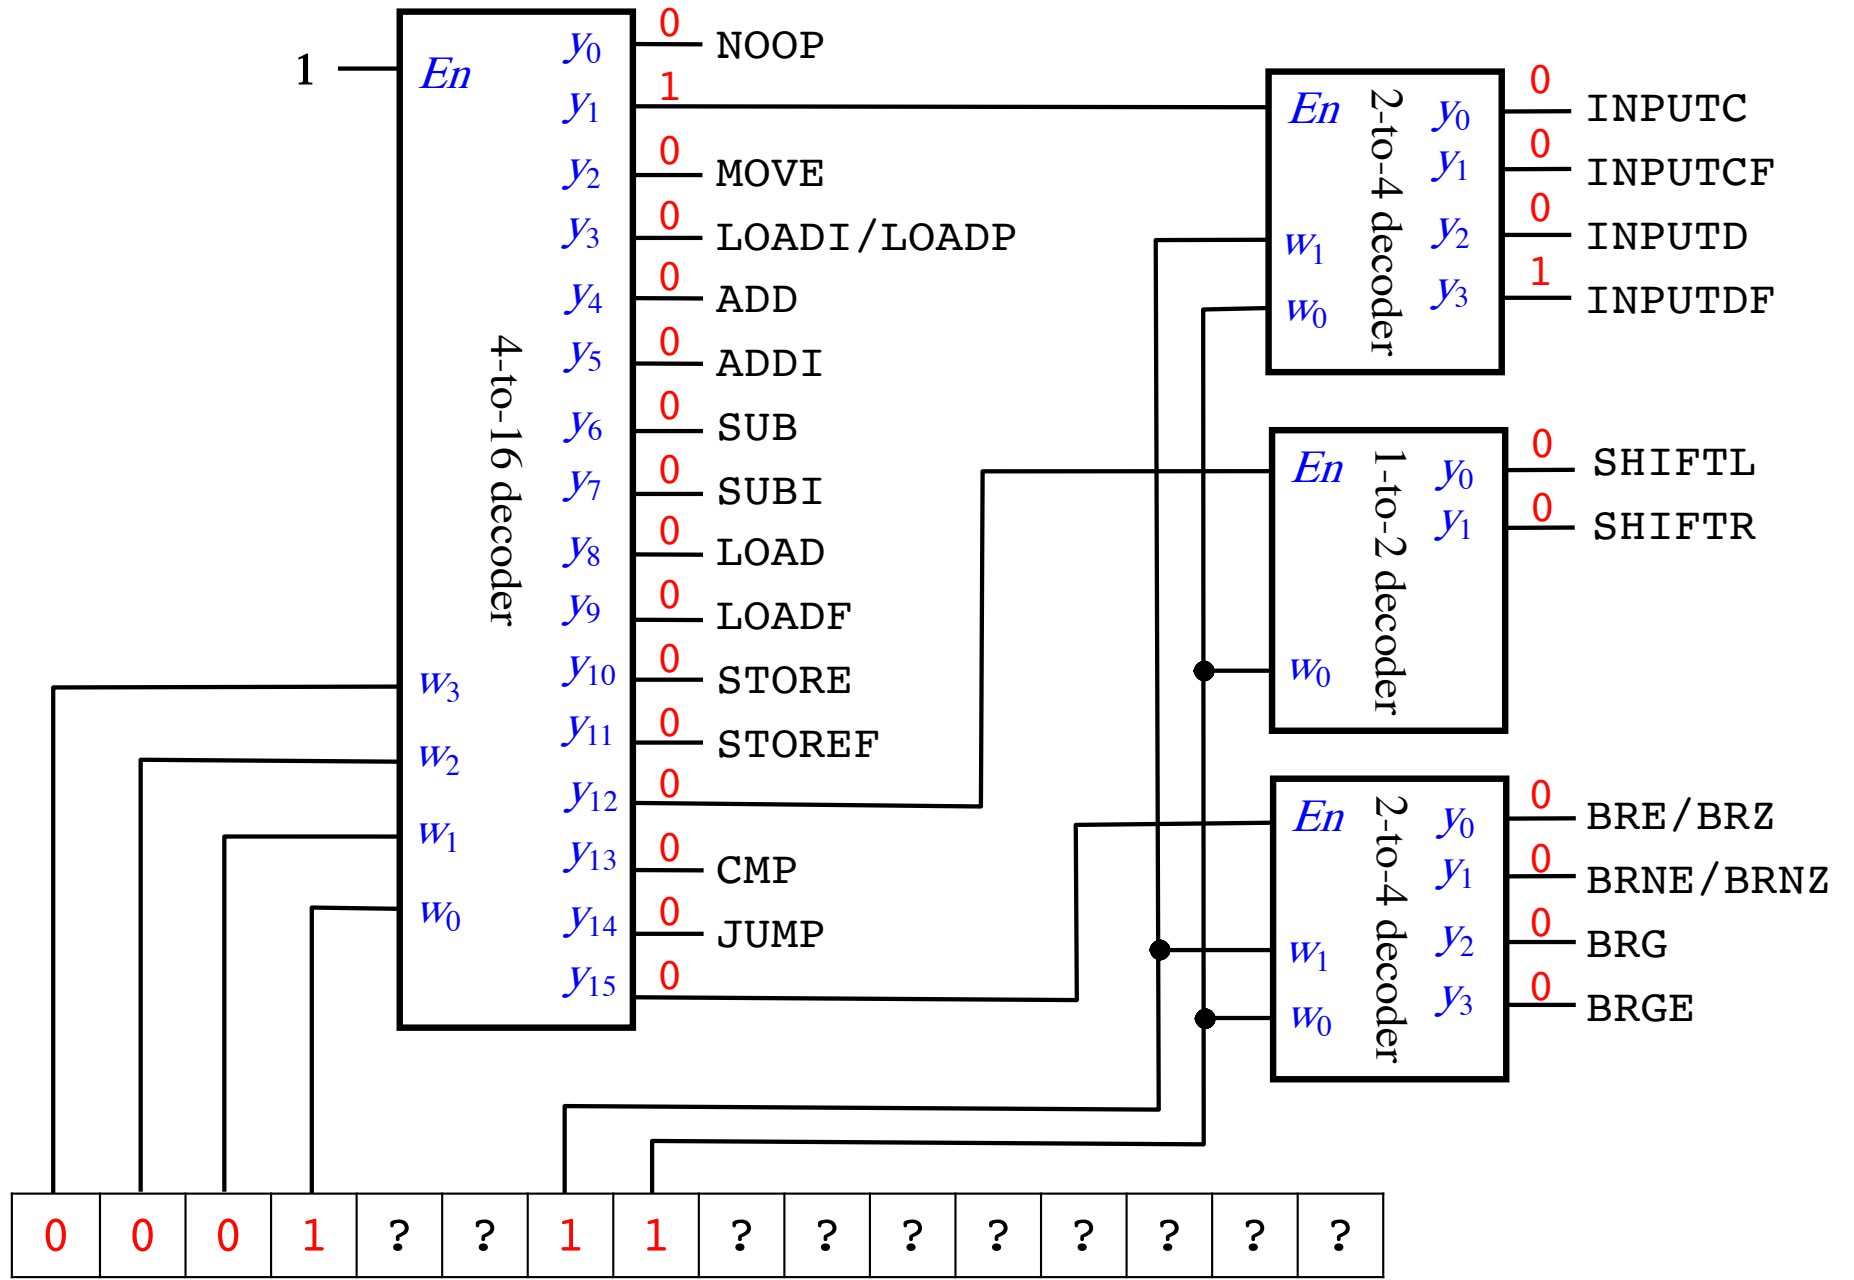 1
En
4-to-16 decoder
w3
w2
w1
w0
y0 0 NOOP
y1 1
y2 0 MOVE
y3 0 LOADI/LOADP
y4 0 ADD
y5 0 ADDI
y6 0 SUB
y7 0 SUBI
y8 0 LOAD
y9 0 LOADF
y10 0 STORE
y11 0 STOREF
y12 0
y13 0 CMP
y14 0 JUMP
y15 0
En
w1
w0
2-to-4 decoder
y0 0 INPUTC
y1 0 INPUTCF
y2 0 INPUTD
y3 1 INPUTDF
En
w0
1-to-2 decoder
y0 0 SHIFTL
y1 0 SHIFTR
En
w1
w0
2-to-4 decoder
y0 0 BRE/BRZ
y1 0 BRNE/BRNZ
y2 0 BRG
y3 0 BRGE
0 0 0 1 ? ? 1 1 ? ? ? ? ? ? ? ?